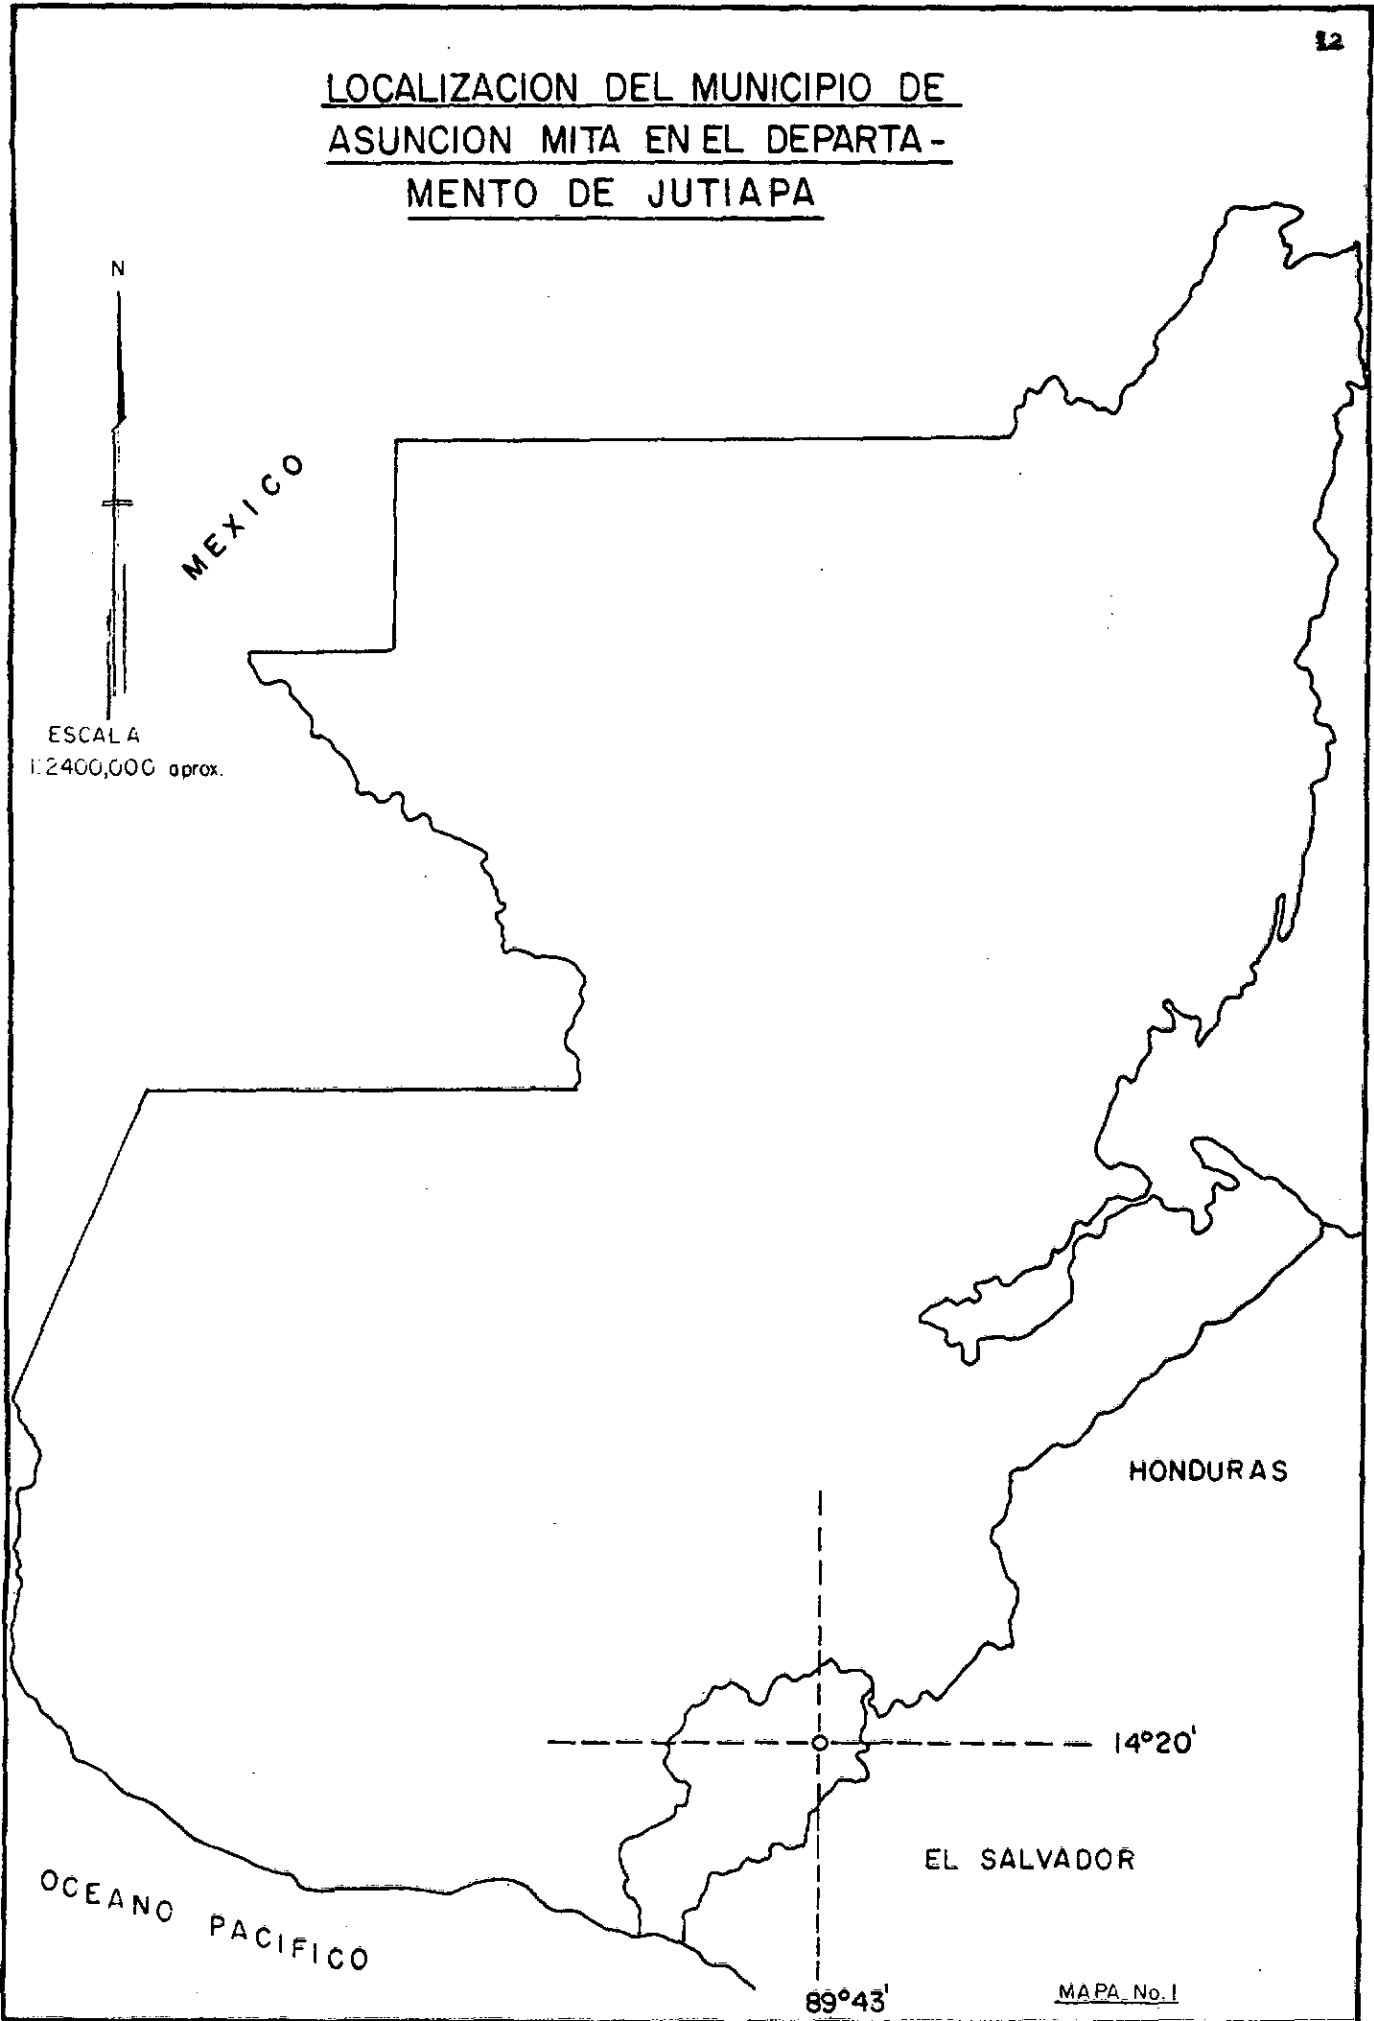 12
LOCALIZACION DEL MUNICIPIO DE
ASUNCION MITA EN EL DEPARTA-
MENTO DE JUTIAPA
N
MEXICO
ESCALA
1:2400,000 aprox.
HONDURAS
14°20'
EL SALVADOR
OCEANO PACIFICO
89°43'
MAPA No. 1